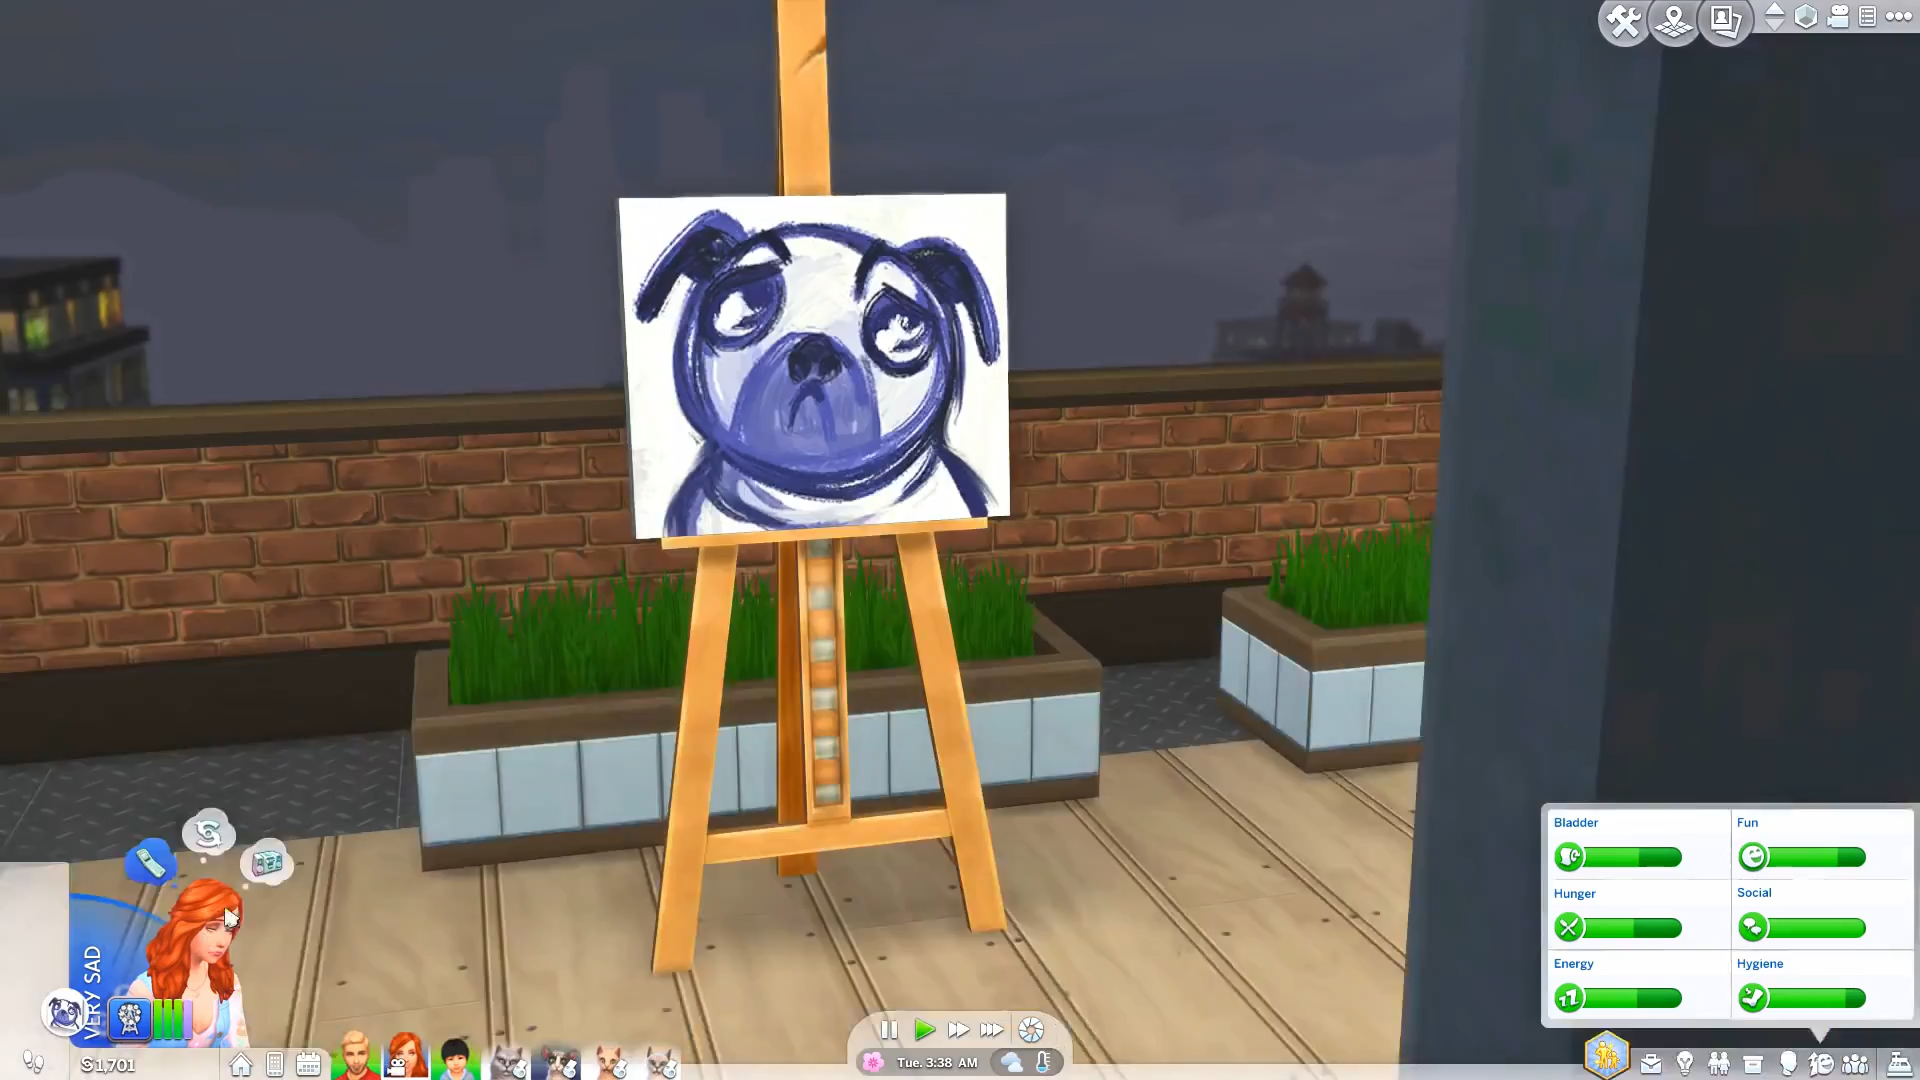 Bladder
Fun
Hunger
Social
Energy
Hygiene
VERY SAD
§1,701
Tue. 3:38 AM